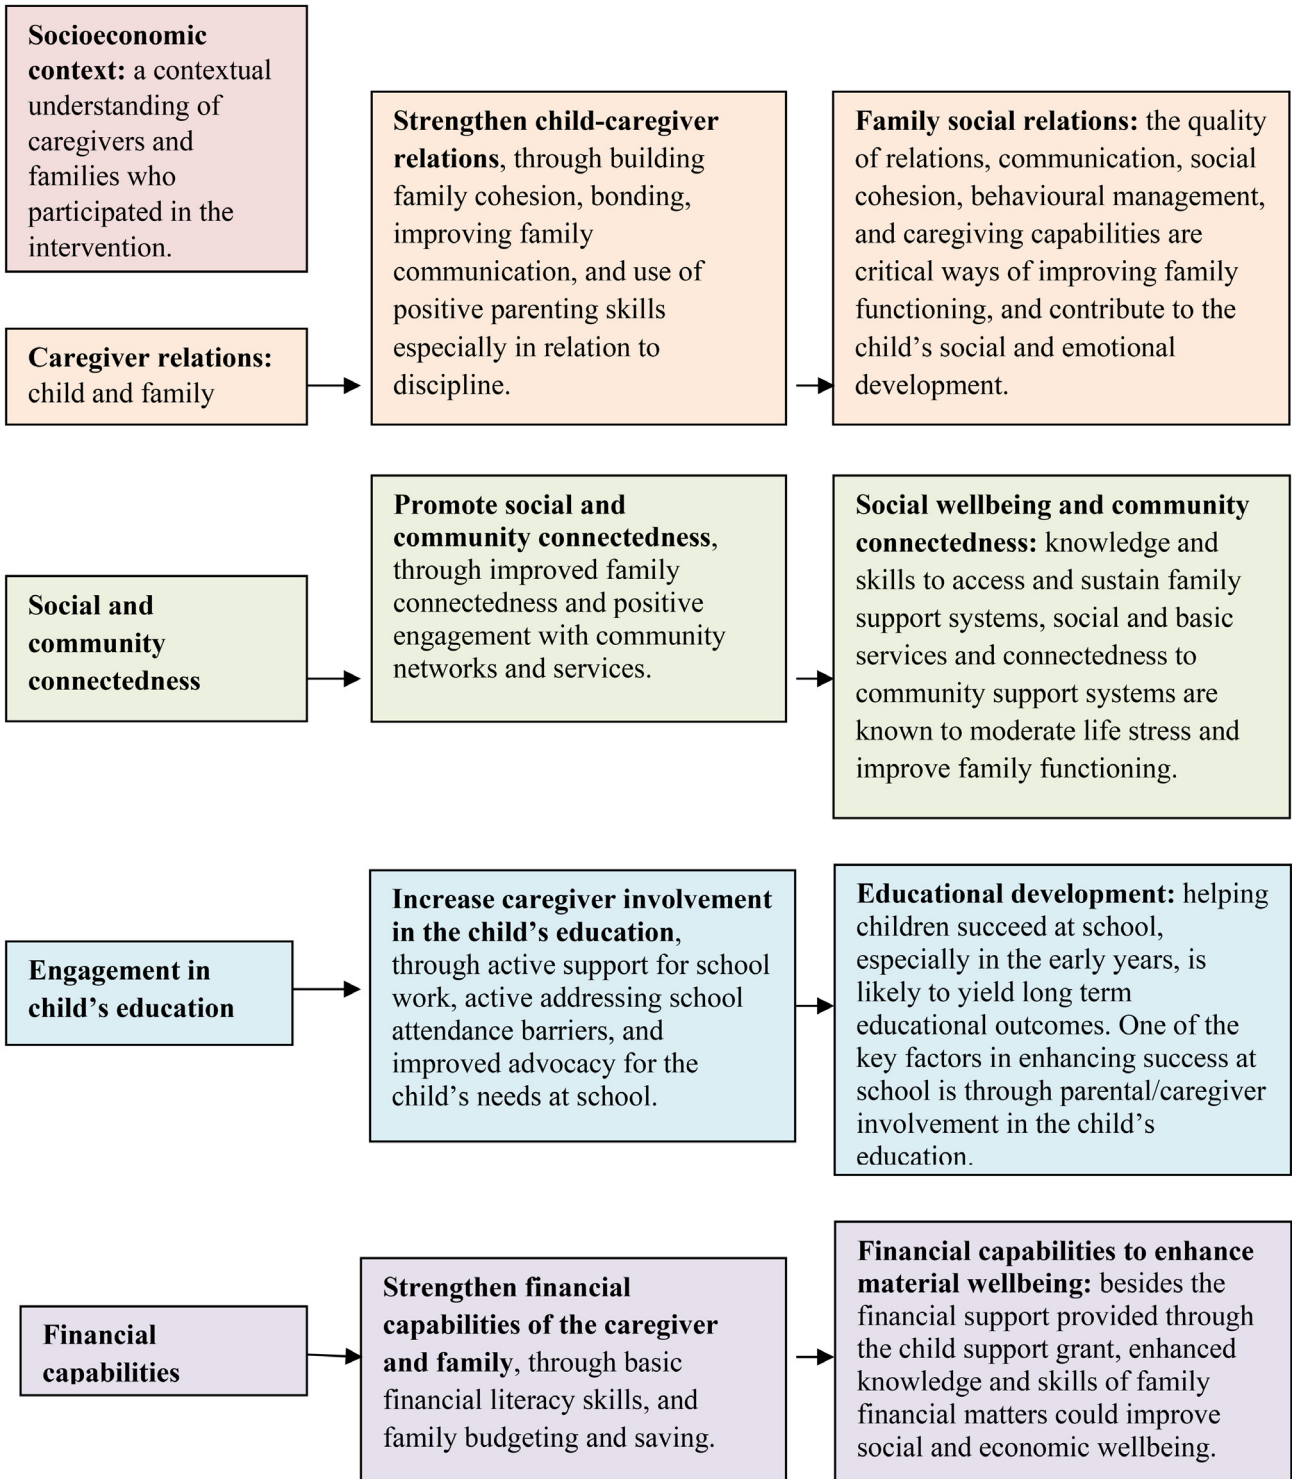 Socioeconomic
context: a contextual
understanding of
caregivers and
families who
participated in the
intervention.
Caregiver relations:
child and family
Strengthen child-caregiver
relations, through building
family cohesion, bonding,
improving family
communication, and use of
positive parenting skills
especially in relation to
discipline.
Family social relations: the quality
of relations, communication, social
cohesion, behavioural management,
and caregiving capabilities are
critical ways of improving family
functioning, and contribute to the
child’s social and emotional
development.
Social and
community
connectedness
Promote social and
community connectedness,
through improved family
connectedness and positive
engagement with community
networks and services.
Social wellbeing and community
connectedness: knowledge and
skills to access and sustain family
support systems, social and basic
services and connectedness to
community support systems are
known to moderate life stress and
improve family functioning.
Engagement in
child’s education
Increase caregiver involvement
in the child’s education,
through active support for school
work, active addressing school
attendance barriers, and
improved advocacy for the
child’s needs at school.
Educational development: helping
children succeed at school,
especially in the early years, is
likely to yield long term
educational outcomes. One of the
key factors in enhancing success at
school is through parental/caregiver
involvement in the child’s
education.
Financial
capabilities
Strengthen financial
capabilities of the caregiver
and family, through basic
financial literacy skills, and
family budgeting and saving.
Financial capabilities to enhance
material wellbeing: besides the
financial support provided through
the child support grant, enhanced
knowledge and skills of family
financial matters could improve
social and economic wellbeing.